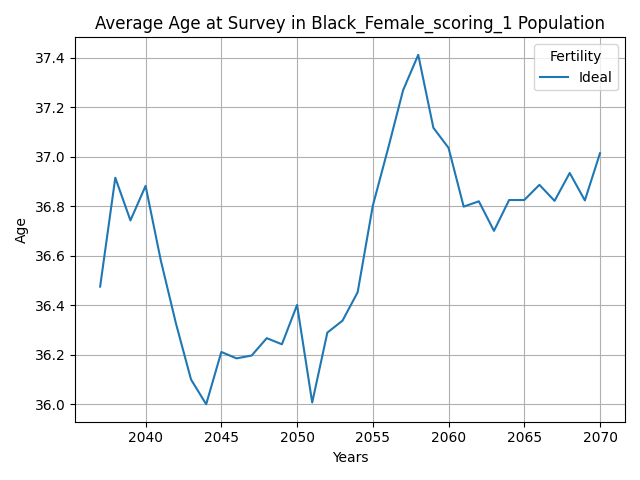 Average Age at Survey in Black_Female_scoring_1 Population
Fertility
Ideal
37.4
37.2
37.0
36.8
36.6
36.4
36.2
36.0
Age
2040 2045 2050 2055 2060 2065 2070
Years